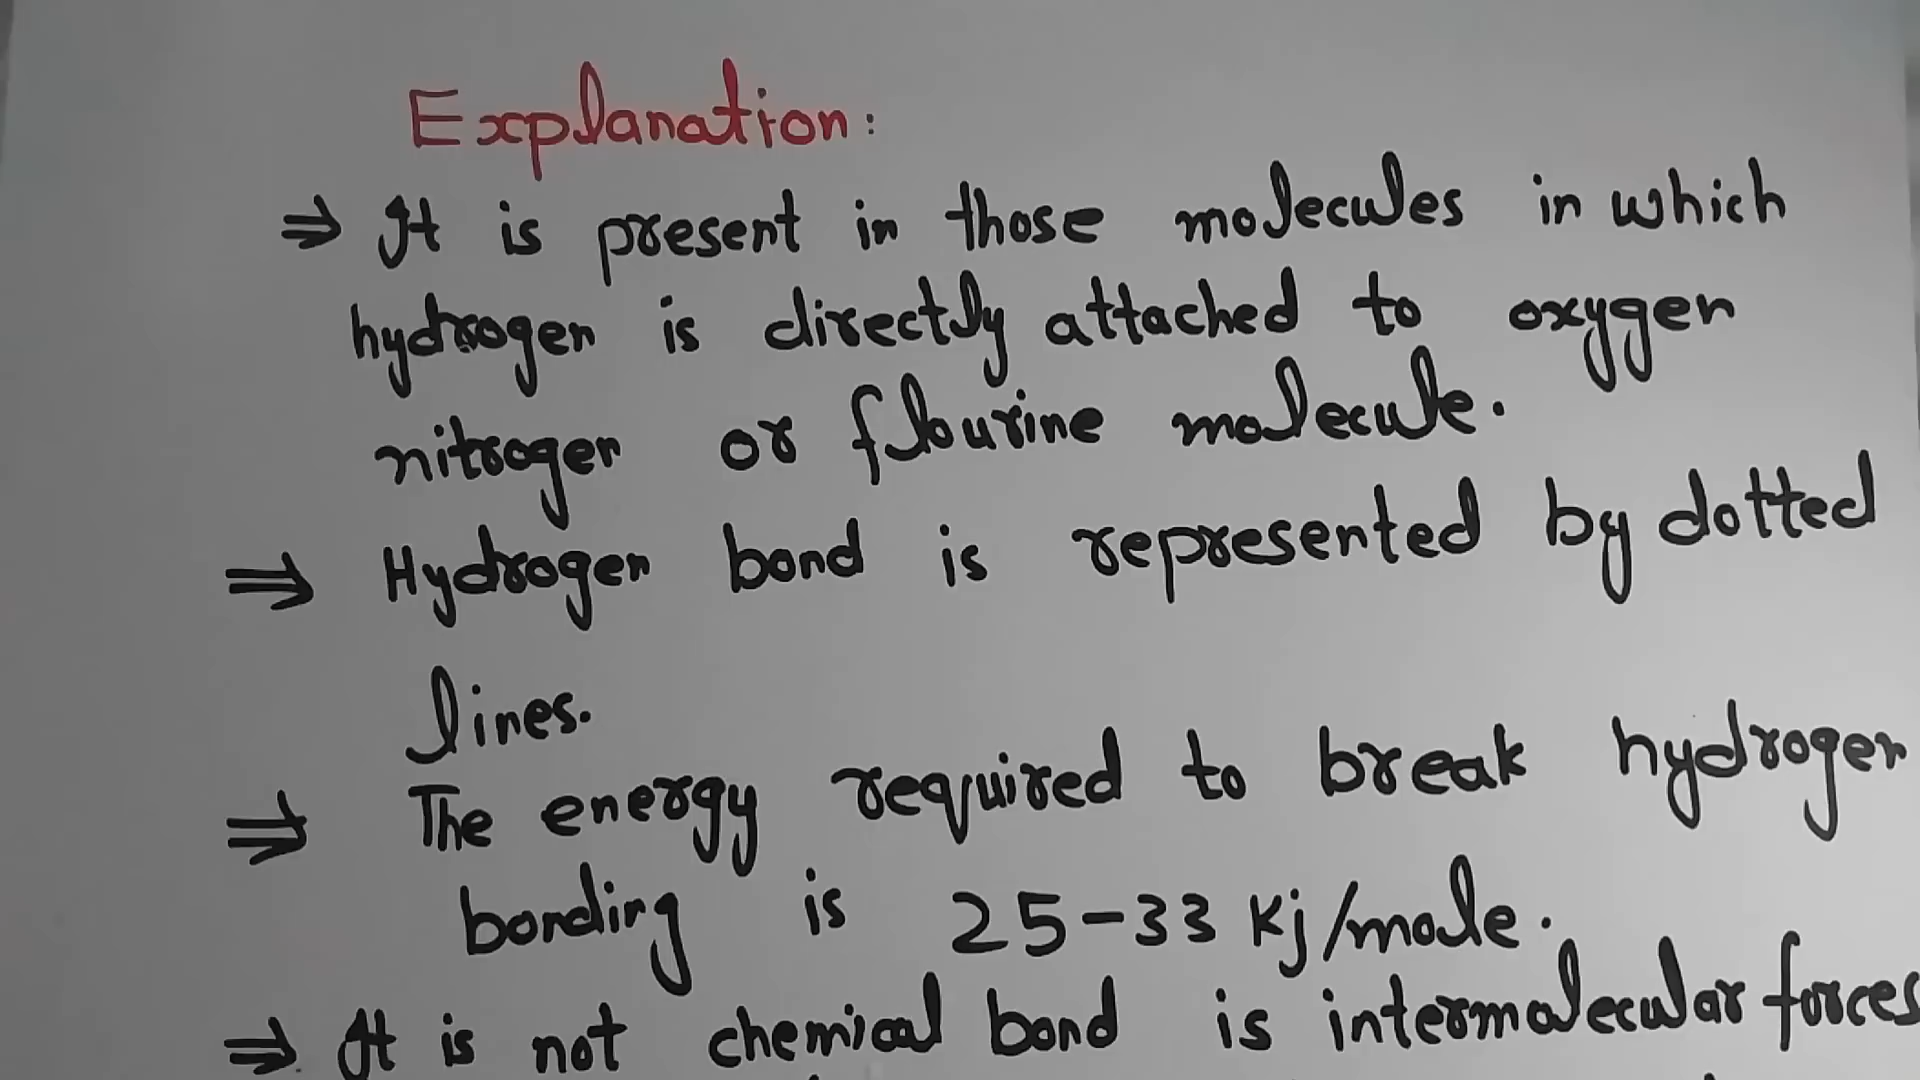 Explanation:
⇒ It is present in those molecules in which
hydrogen is directly attached to oxygen
nitrogen or flourine molecule.
⇒ Hydrogen bond is represented by dotted
lines.
⇒ The energy required to break hydrogen
bonding is 25-33 Kj/mole.
⇒ It is not chemical bond is intermolecular forces